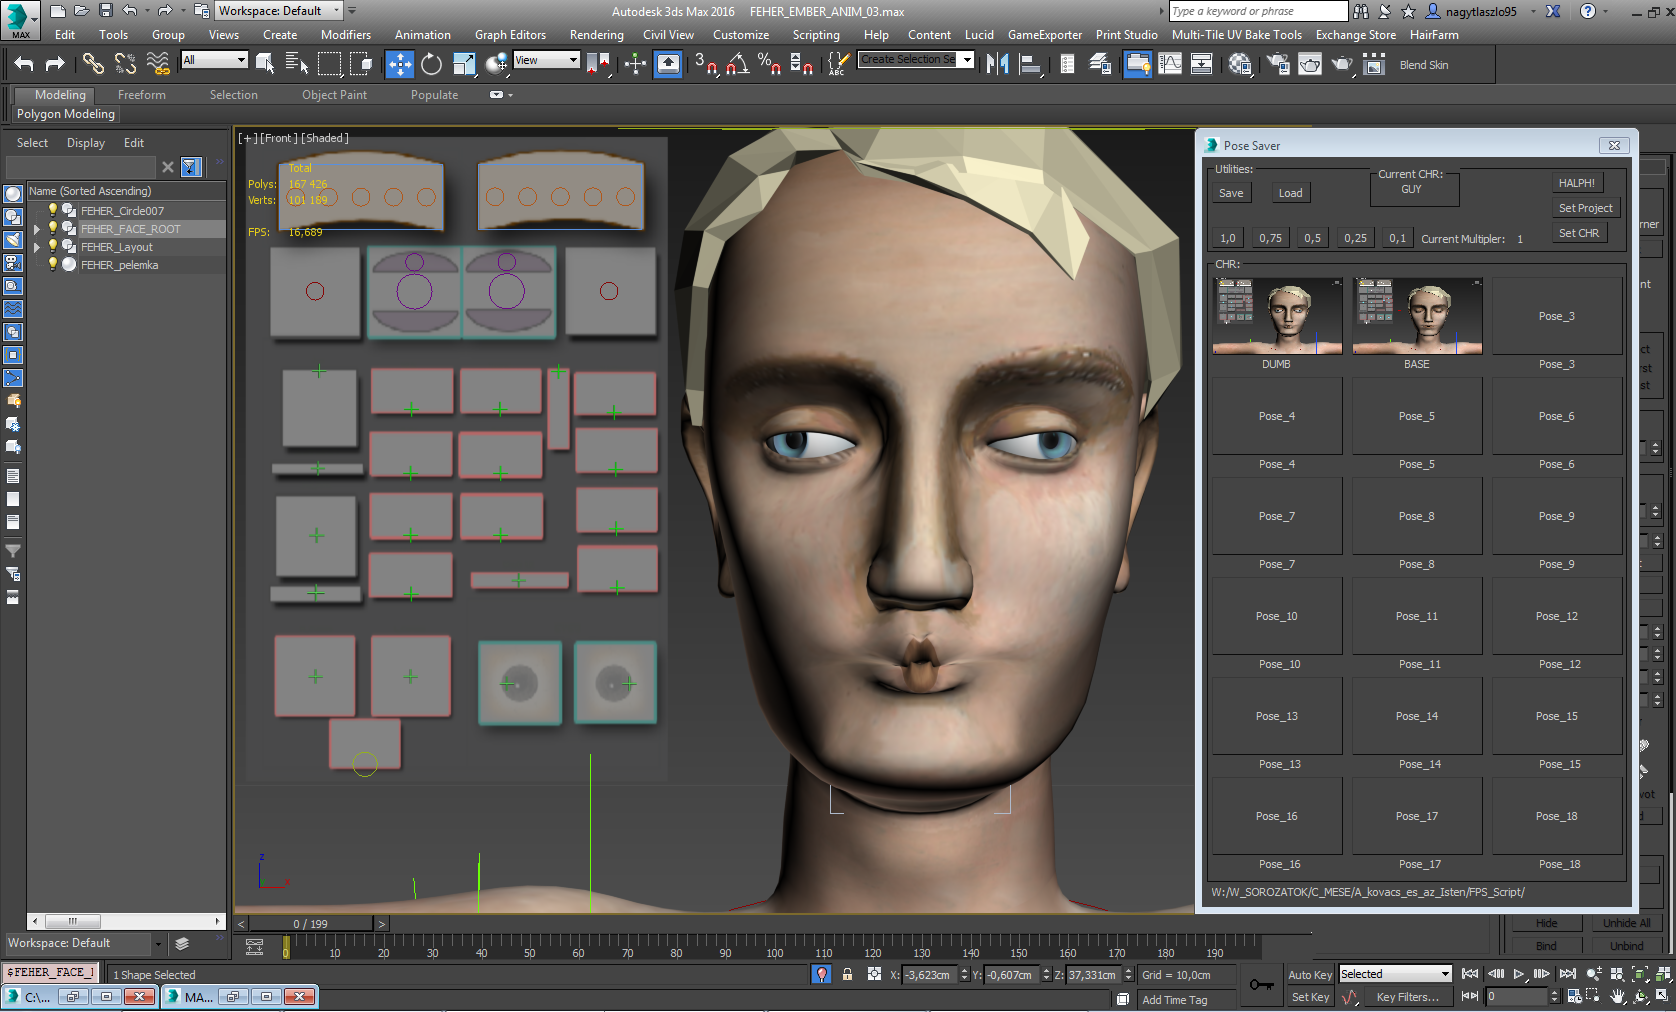 Workspace: Default
Autodesk 3ds Max 2016 FEHER_EMBER_ANIM_03.max
Type a keyword or phrase
nagytlaszlo95
MAX
Edit Tools Group Views Create Modifiers Animation Graph Editors Rendering Civil View Customize Scripting Help Content Lucid GameExporter Print Studio Multi-Tile UV Bake Tools Exchange Store HairFarm
All
View
3
ABC
Create Selection Se
Blend Skin
Modeling Freeform Selection Object Paint Populate
Polygon Modeling
Select Display Edit
Name (Sorted Ascending)
FEHER_Circle007
FEHER_FACE_ROOT
FEHER_Layout
FEHER_pelemka
[+] [Front] [Shaded]
Total
Polys: 167 426
Verts: 101 189
FPS: 16,689
Pose Saver
Utilities:
Save Load
Current CHR:
GUY
HALPH!
Set Project
Set CHR
1,0 0,75 0,5 0,25 0,1 Current Multipler: 1
CHR:
Pose_3
DUMB BASE Pose_3
Pose_4 Pose_5 Pose_6
Pose_4 Pose_5 Pose_6
Pose_7 Pose_8 Pose_9
Pose_7 Pose_8 Pose_9
Pose_10 Pose_11 Pose_12
Pose_10 Pose_11 Pose_12
Pose_13 Pose_14 Pose_15
Pose_13 Pose_14 Pose_15
Pose_16 Pose_17 Pose_18
Pose_16 Pose_17 Pose_18
W:/W_SOROZATOK/C_MESE/A_kovacs_es_az_Isten/FPS_Script/
Hide Unhide All
Bind Unbind
z
< 0 / 199 >
Workspace: Default
0 10 20 30 40 50 60 70 80 90 100 110 120 130 140 150 160 170 180 190
$FEHER_FACE_
1 Shape Selected
X: -3,623cm Y: -0,607cm Z: 37,331cm Grid = 10,0cm
Auto Key Selected
C:\... MA...
Add Time Tag
Set Key Key Filters...
0